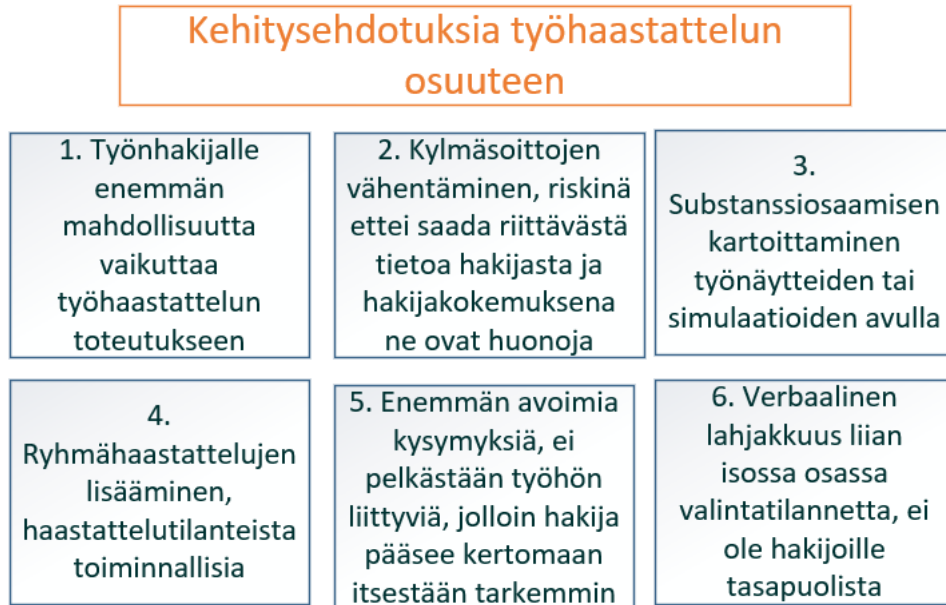 Kehitysehdotuksia työhaastattelun
osuuteen
1. Työnhakijalle
enemmän
mahdollisuutta
vaikuttaa
työhaastattelun
toteutukseen
2. Kylmäsoittojen
vähentäminen, riskinä
ettei saada riittävästä
tietoa hakijasta ja
hakijakokemuksena
ne ovat huonoja
3.
Substanssiosaamisen
kartoittaminen
työnäytteiden tai
simulaatioiden avulla
4.
Ryhmähaastattelujen
lisääminen,
haastattelutilanteista
toiminnallisia
5. Enemmän avoimia
kysymyksiä, ei
pelkästään työhön
liittyviä, jolloin hakija
pääsee kertomaan
itsestään tarkemmin
6. Verbaalinen
lahjakkuus liian
isossa osassa
valintatilannetta, ei
ole hakijoille
tasapuolista